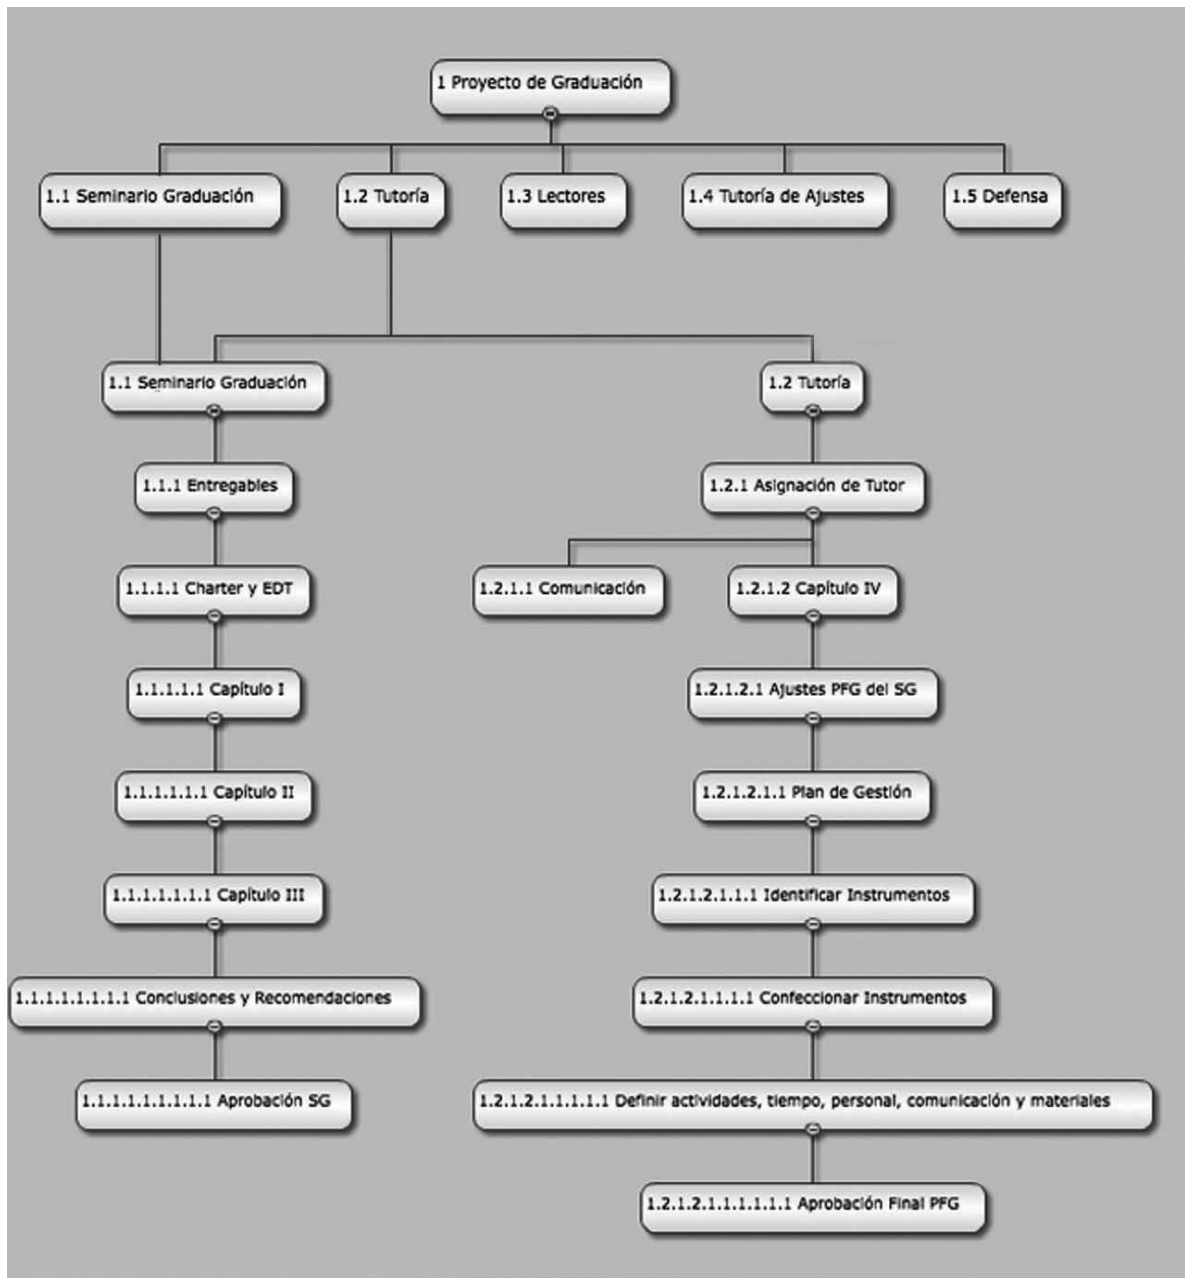 1 Proyecto de Graduación
1.1 Seminario Graduación
1.2 Tutoría
1.3 Lectores
1.4 Tutoría de Ajustes
1.5 Defensa
1.1 Seminario Graduación
1.2 Tutoría
1.1.1 Entregables
1.2.1 Asignación de Tutor
1.1.1.1 Charter y EDT
1.2.1.1 Comunicación
1.2.1.2 Capítulo IV
1.1.1.1.1 Capítulo I
1.2.1.2.1 Ajustes PFG del SG
1.1.1.1.1.1 Capítulo II
1.2.1.2.1.1 Plan de Gestión
1.1.1.1.1.1.1 Capítulo III
1.2.1.2.1.1.1 Identificar Instrumentos
1.1.1.1.1.1.1.1 Conclusiones y Recomendaciones
1.2.1.2.1.1.1.1 Confeccionar Instrumentos
1.1.1.1.1.1.1.1.1 Aprobación SG
1.2.1.2.1.1.1.1.1 Definir actividades, tiempo, personal, comunicación y materiales
1.2.1.2.1.1.1.1.1.1 Aprobación Final PFG